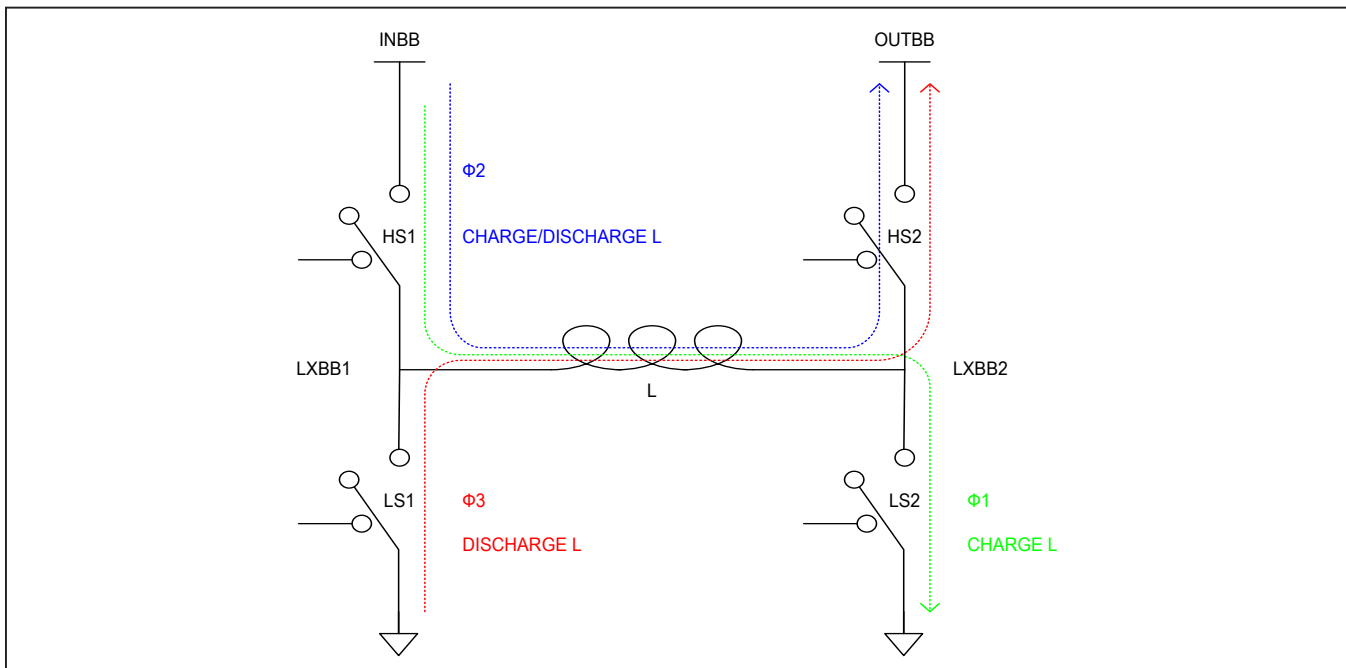 INBB
OUTBB
Φ2
HS1
CHARGE/DISCHARGE L
HS2
LXBB1
L
LXBB2
LS1
Φ3
LS2
Φ1
DISCHARGE L
CHARGE L